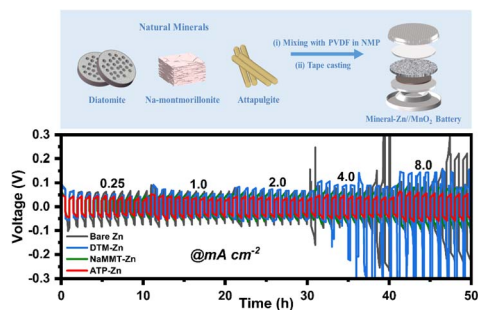 Natural Minerals
(i) Mixing with PVDF in NMP
(ii) Tape casting
Diatomite
Na-montmorillonite
Attapulgite
Mineral-Zn//MnO₂ Battery
Voltage (V)
0.3
0.2
0.1
0.0
-0.1
-0.2
-0.3
0.25
1.0
2.0
4.0
8.0
Bare Zn
DTM-Zn
NaMMT-Zn
ATP-Zn
@mA cm⁻²
0 10 20 30 40 50
Time (h)